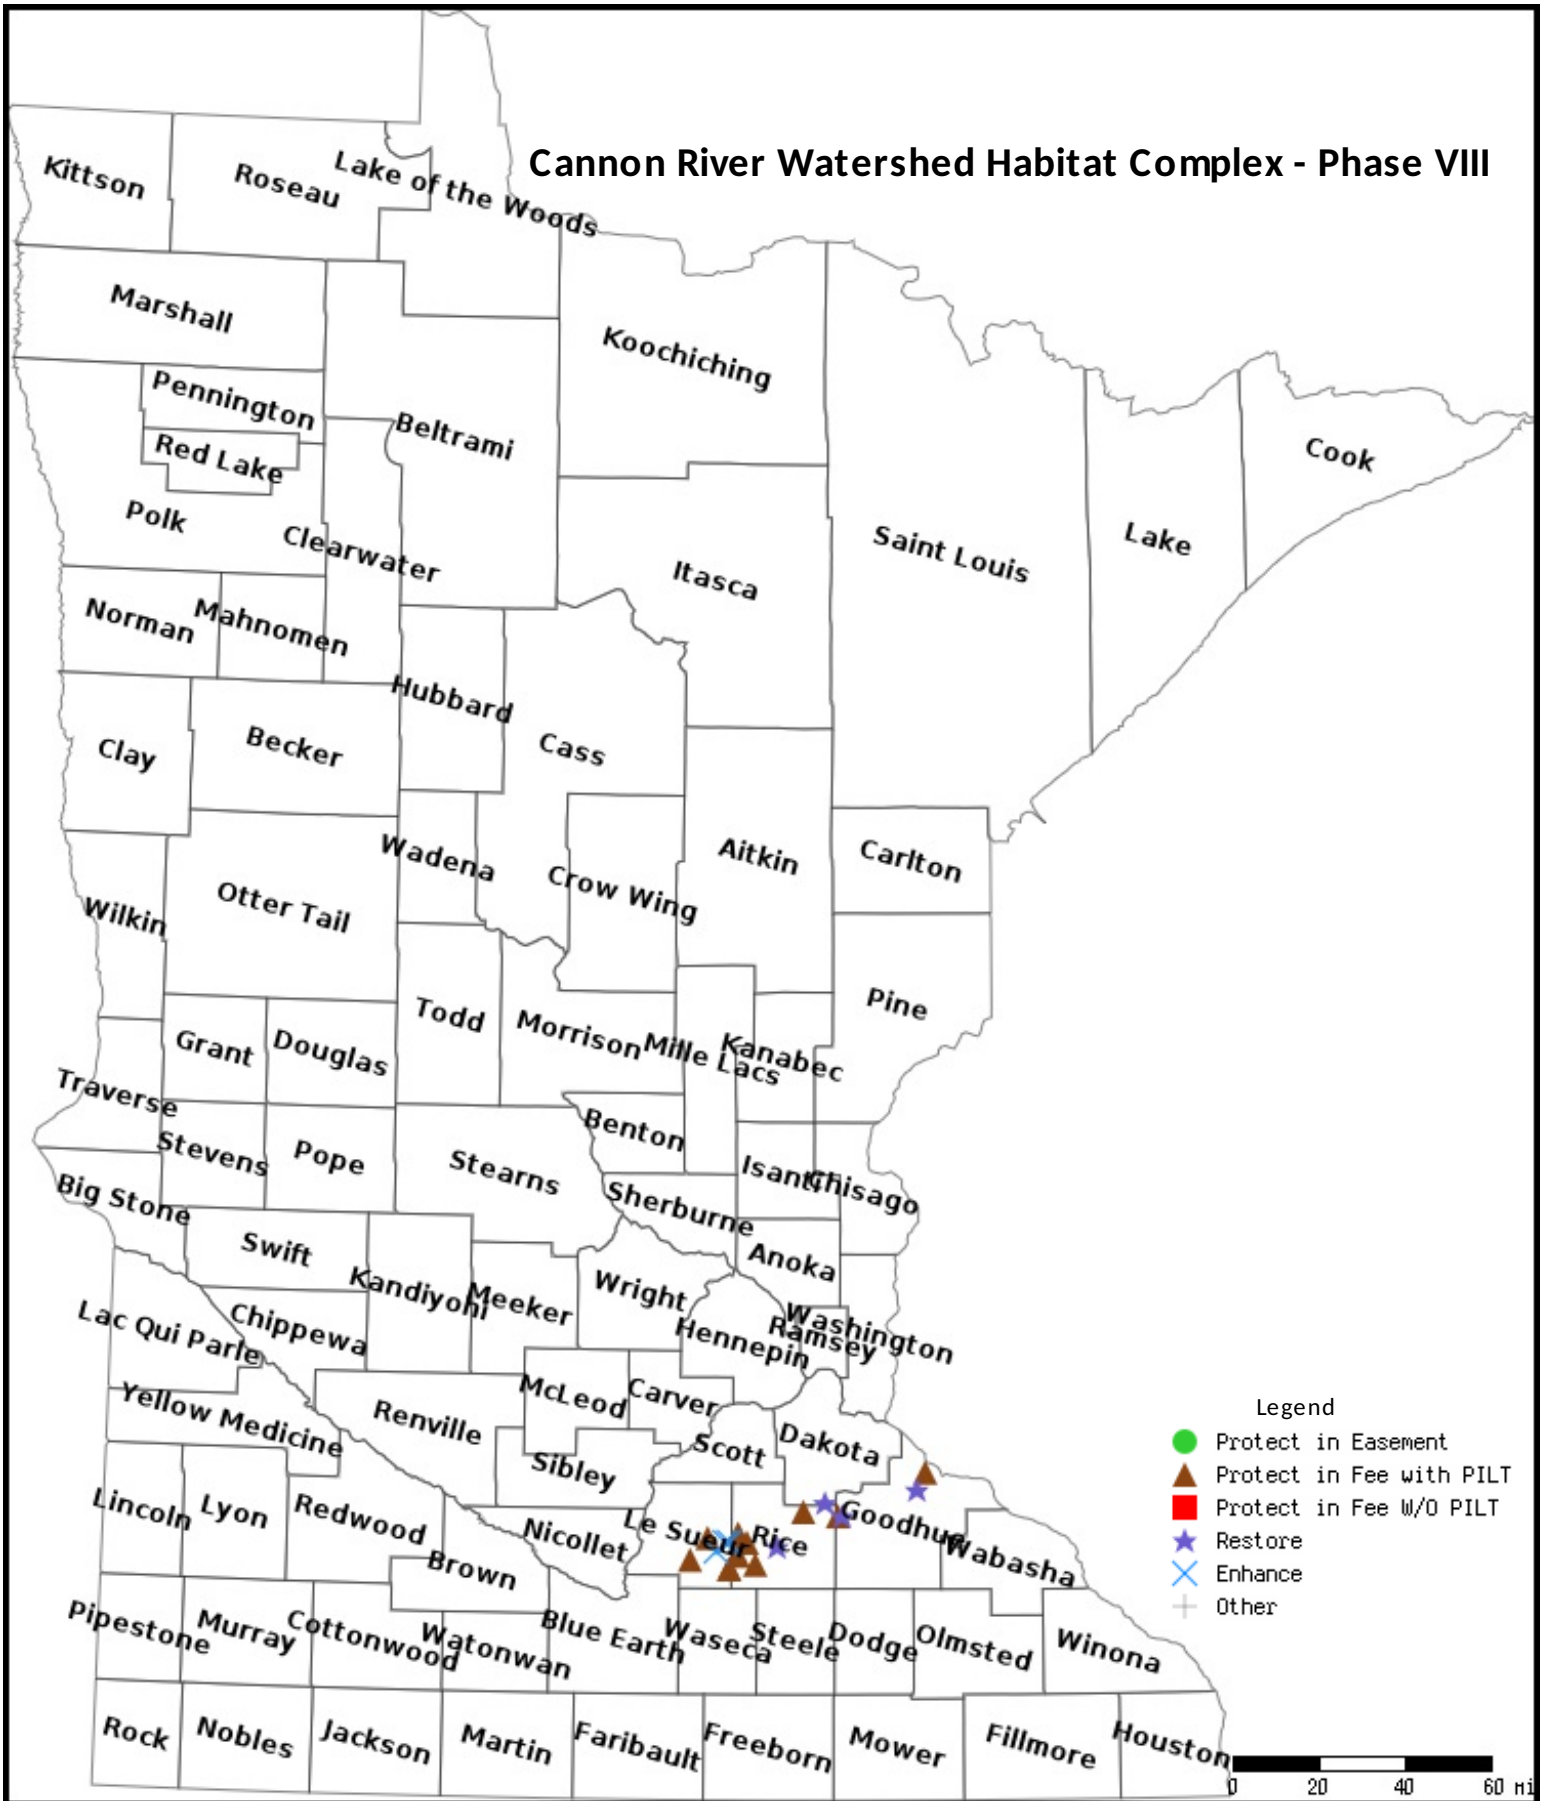 Cannon River Watershed Habitat Complex - Phase VIII
Kittson
Roseau
Lake of the Woods
Marshall
Koochiching
Pennington
Beltrami
Red Lake
Cook
Polk
Clearwater
Saint Louis
Lake
Itasca
Norman
Mahnomen
Hubbard
Cass
Clay
Becker
Wadena
Aitkin
Carlton
Crow Wing
Otter Tail
Wilkin
Pine
Todd
Morrison
Mille Lacs
Kanabec
Grant
Douglas
Traverse
Benton
Stevens
Pope
Stearns
Isanti
Chisago
Big Stone
Sherburne
Swift
Anoka
Kandiyohi
Meeker
Wright
Washington
Ramsey
Hennepin
Lac Qui Parle
Chippewa
McLeod
Carver
Yellow Medicine
Renville
Scott
Dakota
Sibley
Lincoln
Lyon
Redwood
Nicollet
Le Sueur
Rice
Goodhue
Wabasha
Brown
Pipestone
Murray
Cottonwood
Watonwan
Blue Earth
Waseca
Steele
Dodge
Olmsted
Winona
Rock
Nobles
Jackson
Martin
Faribault
Freeborn
Mower
Fillmore
Houston
Legend
Protect in Easement
Protect in Fee with PILT
Protect in Fee W/O PILT
Restore
Enhance
Other
0 20 40 60 mi